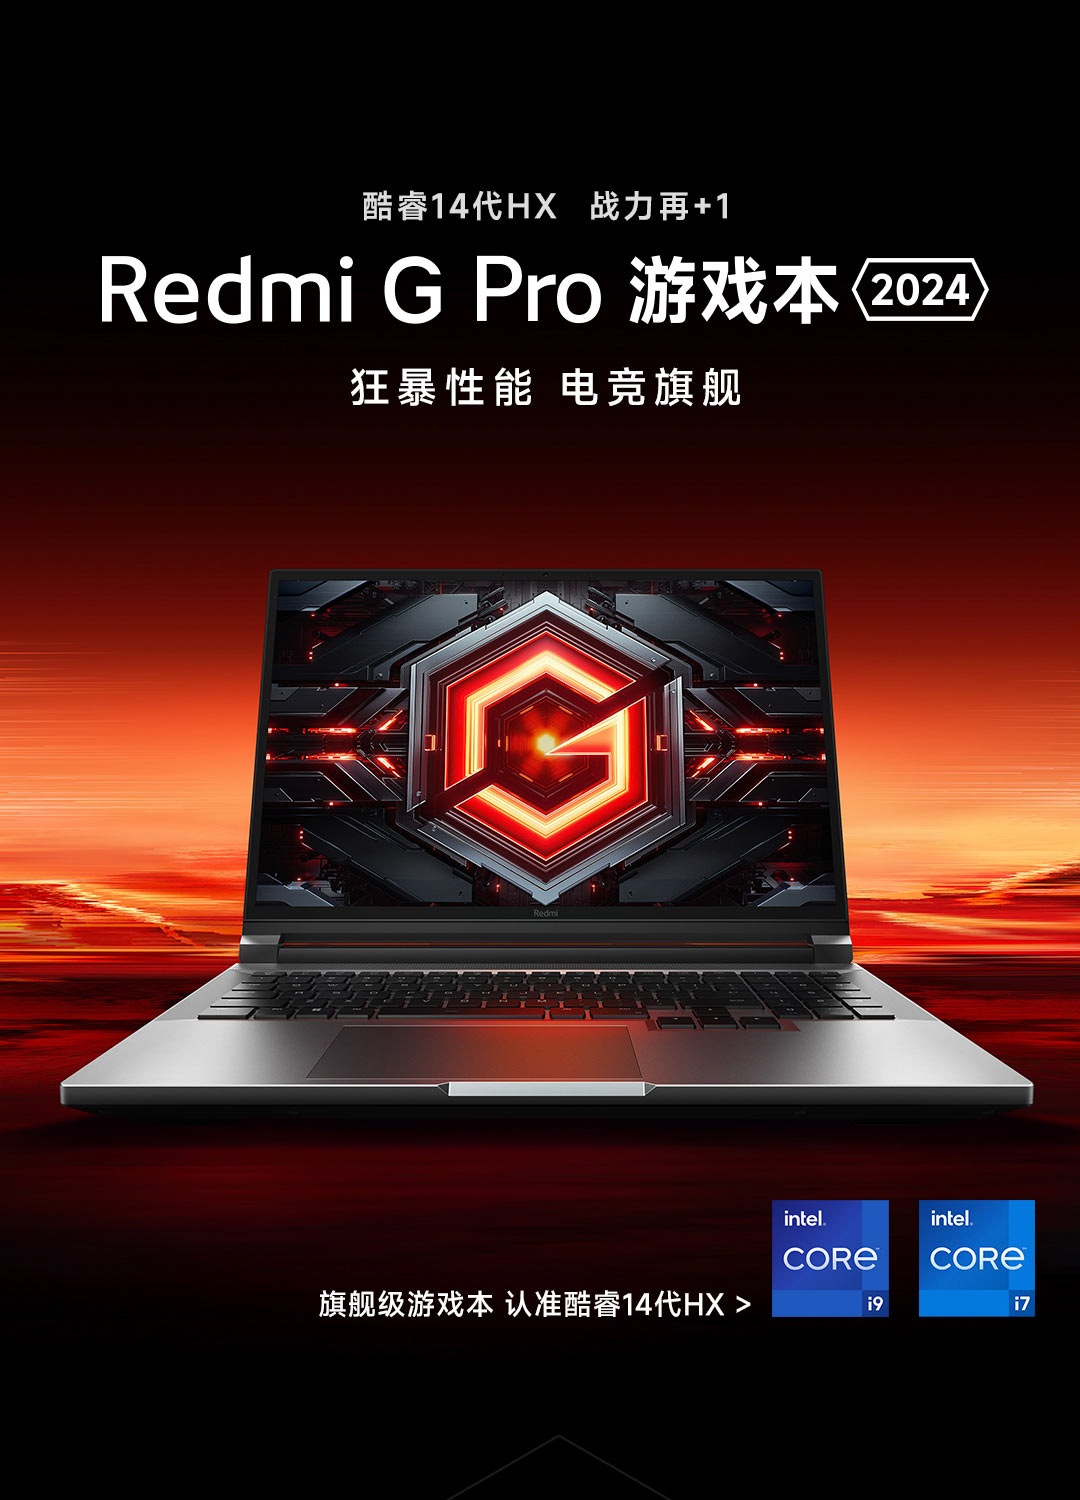 酷睿14代HX 战力再+1
Redmi G Pro 游戏本 2024
狂暴性能 电竞旗舰
Redmi
旗舰级游戏本 认准酷睿14代HX >
intel.
CORE™
i9
intel.
CORE™
i7